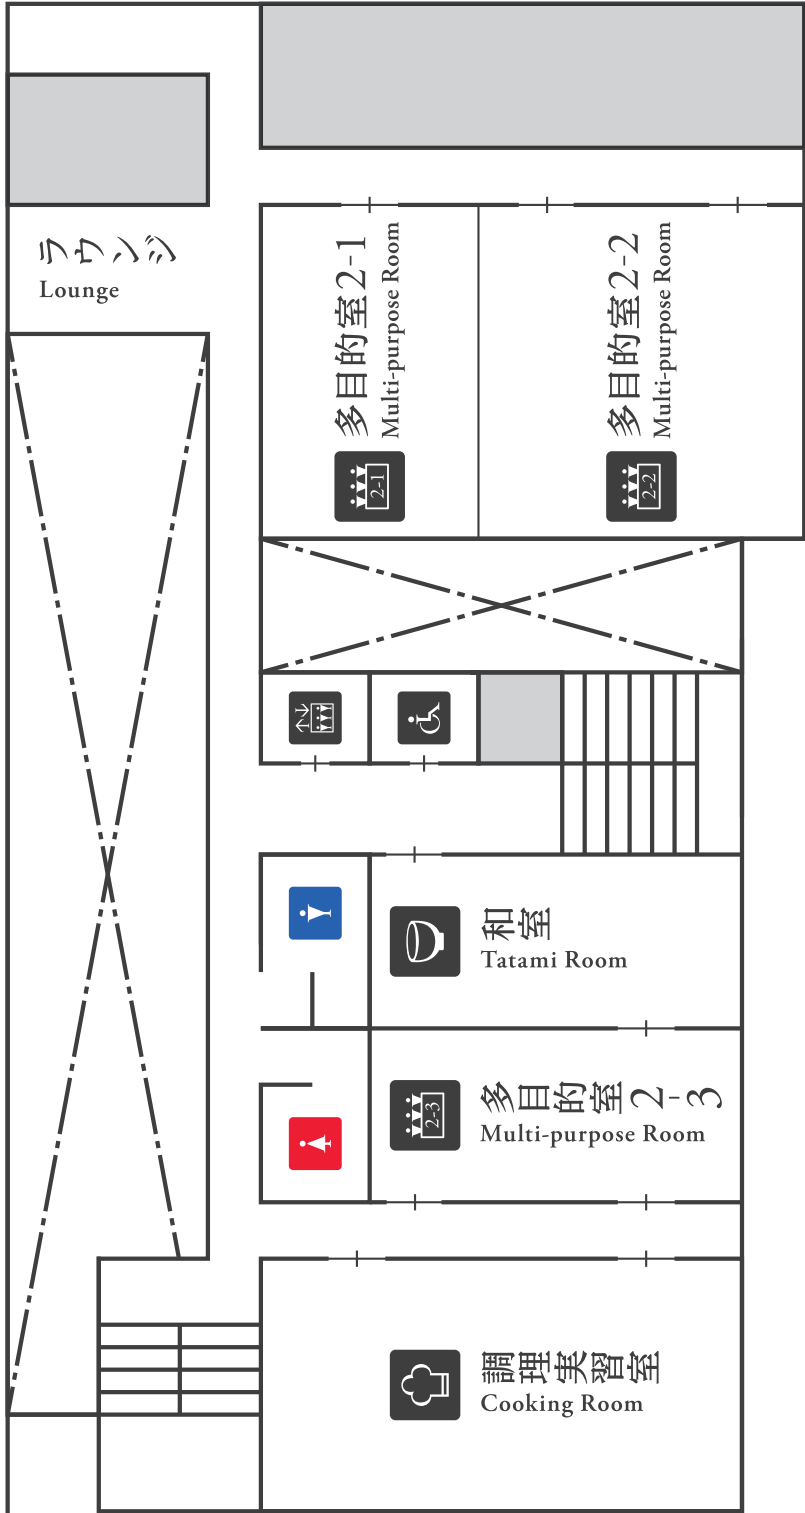 ラウンジ
Lounge
多目的室2-1
Multi-purpose Room
2-1
多目的室2-2
Multi-purpose Room
2-2
和室
Tatami Room
多目的室2-3
Multi-purpose Room
2-3
調理実習室
Cooking Room